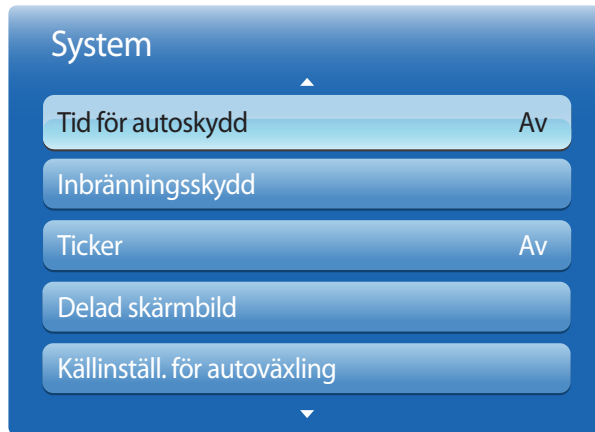 System
Tid för autoskydd Av
Inbränningsskydd
Ticker Av
Delad skärmbild
Källinställ. för autoväxling